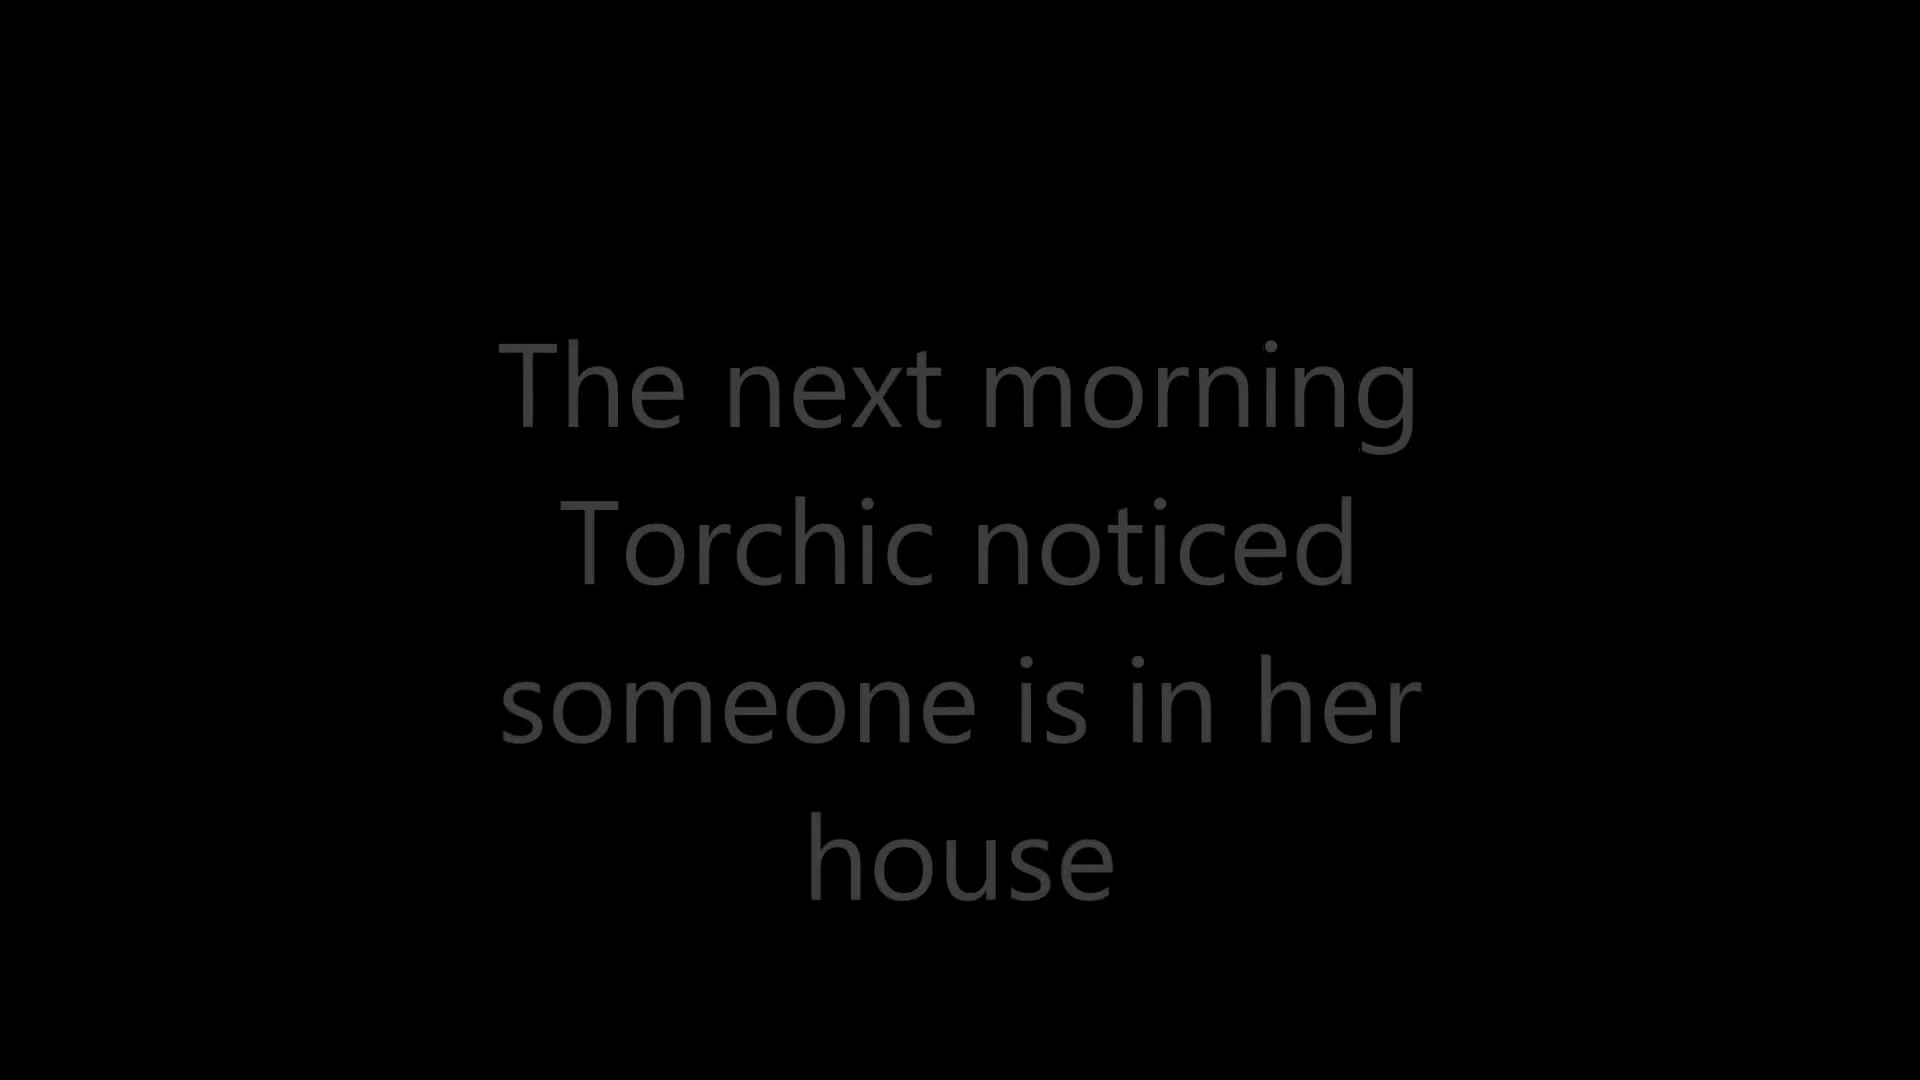 The next morning
Torchic noticed
someone is in her
house